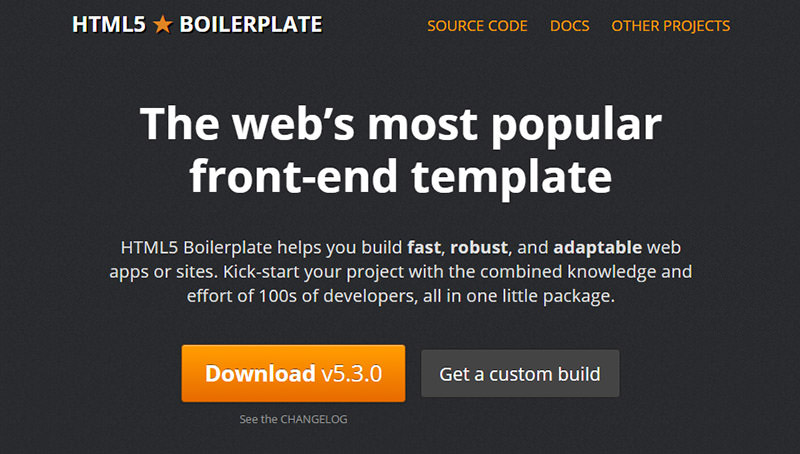 HTML5 ★ BOILERPLATE
SOURCE CODE DOCS OTHER PROJECTS
The web’s most popular
front-end template
HTML5 Boilerplate helps you build fast, robust, and adaptable web
apps or sites. Kick-start your project with the combined knowledge and
effort of 100s of developers, all in one little package.
Download v5.3.0
Get a custom build
See the CHANGELOG